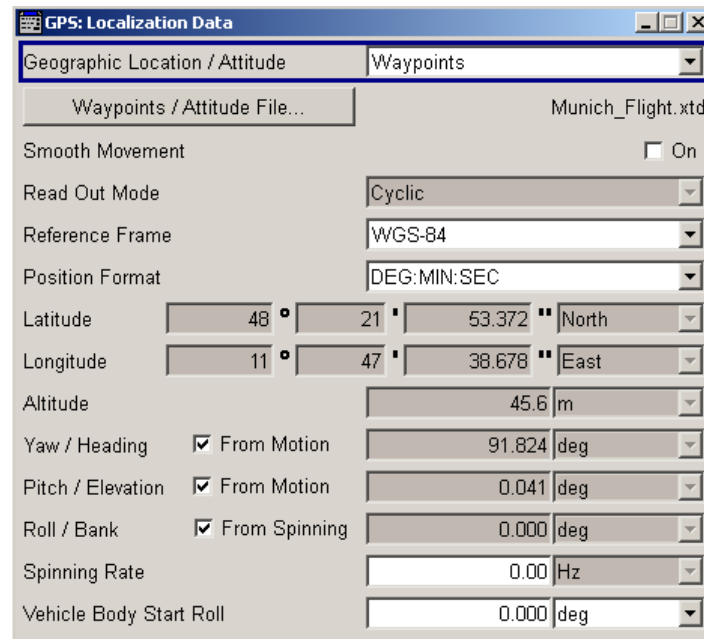 GPS: Localization Data
Geographic Location / Attitude Waypoints
Waypoints / Attitude File... Munich_Flight.xtd
Smooth Movement On
Read Out Mode Cyclic
Reference Frame WGS-84
Position Format DEG:MIN:SEC
Latitude 48 ° 21 ' 53.372 " North
Longitude 11 ° 47 ' 38.678 " East
Altitude 45.6 m
Yaw / Heading From Motion 91.824 deg
Pitch / Elevation From Motion 0.041 deg
Roll / Bank From Spinning 0.000 deg
Spinning Rate 0.00 Hz
Vehicle Body Start Roll 0.000 deg